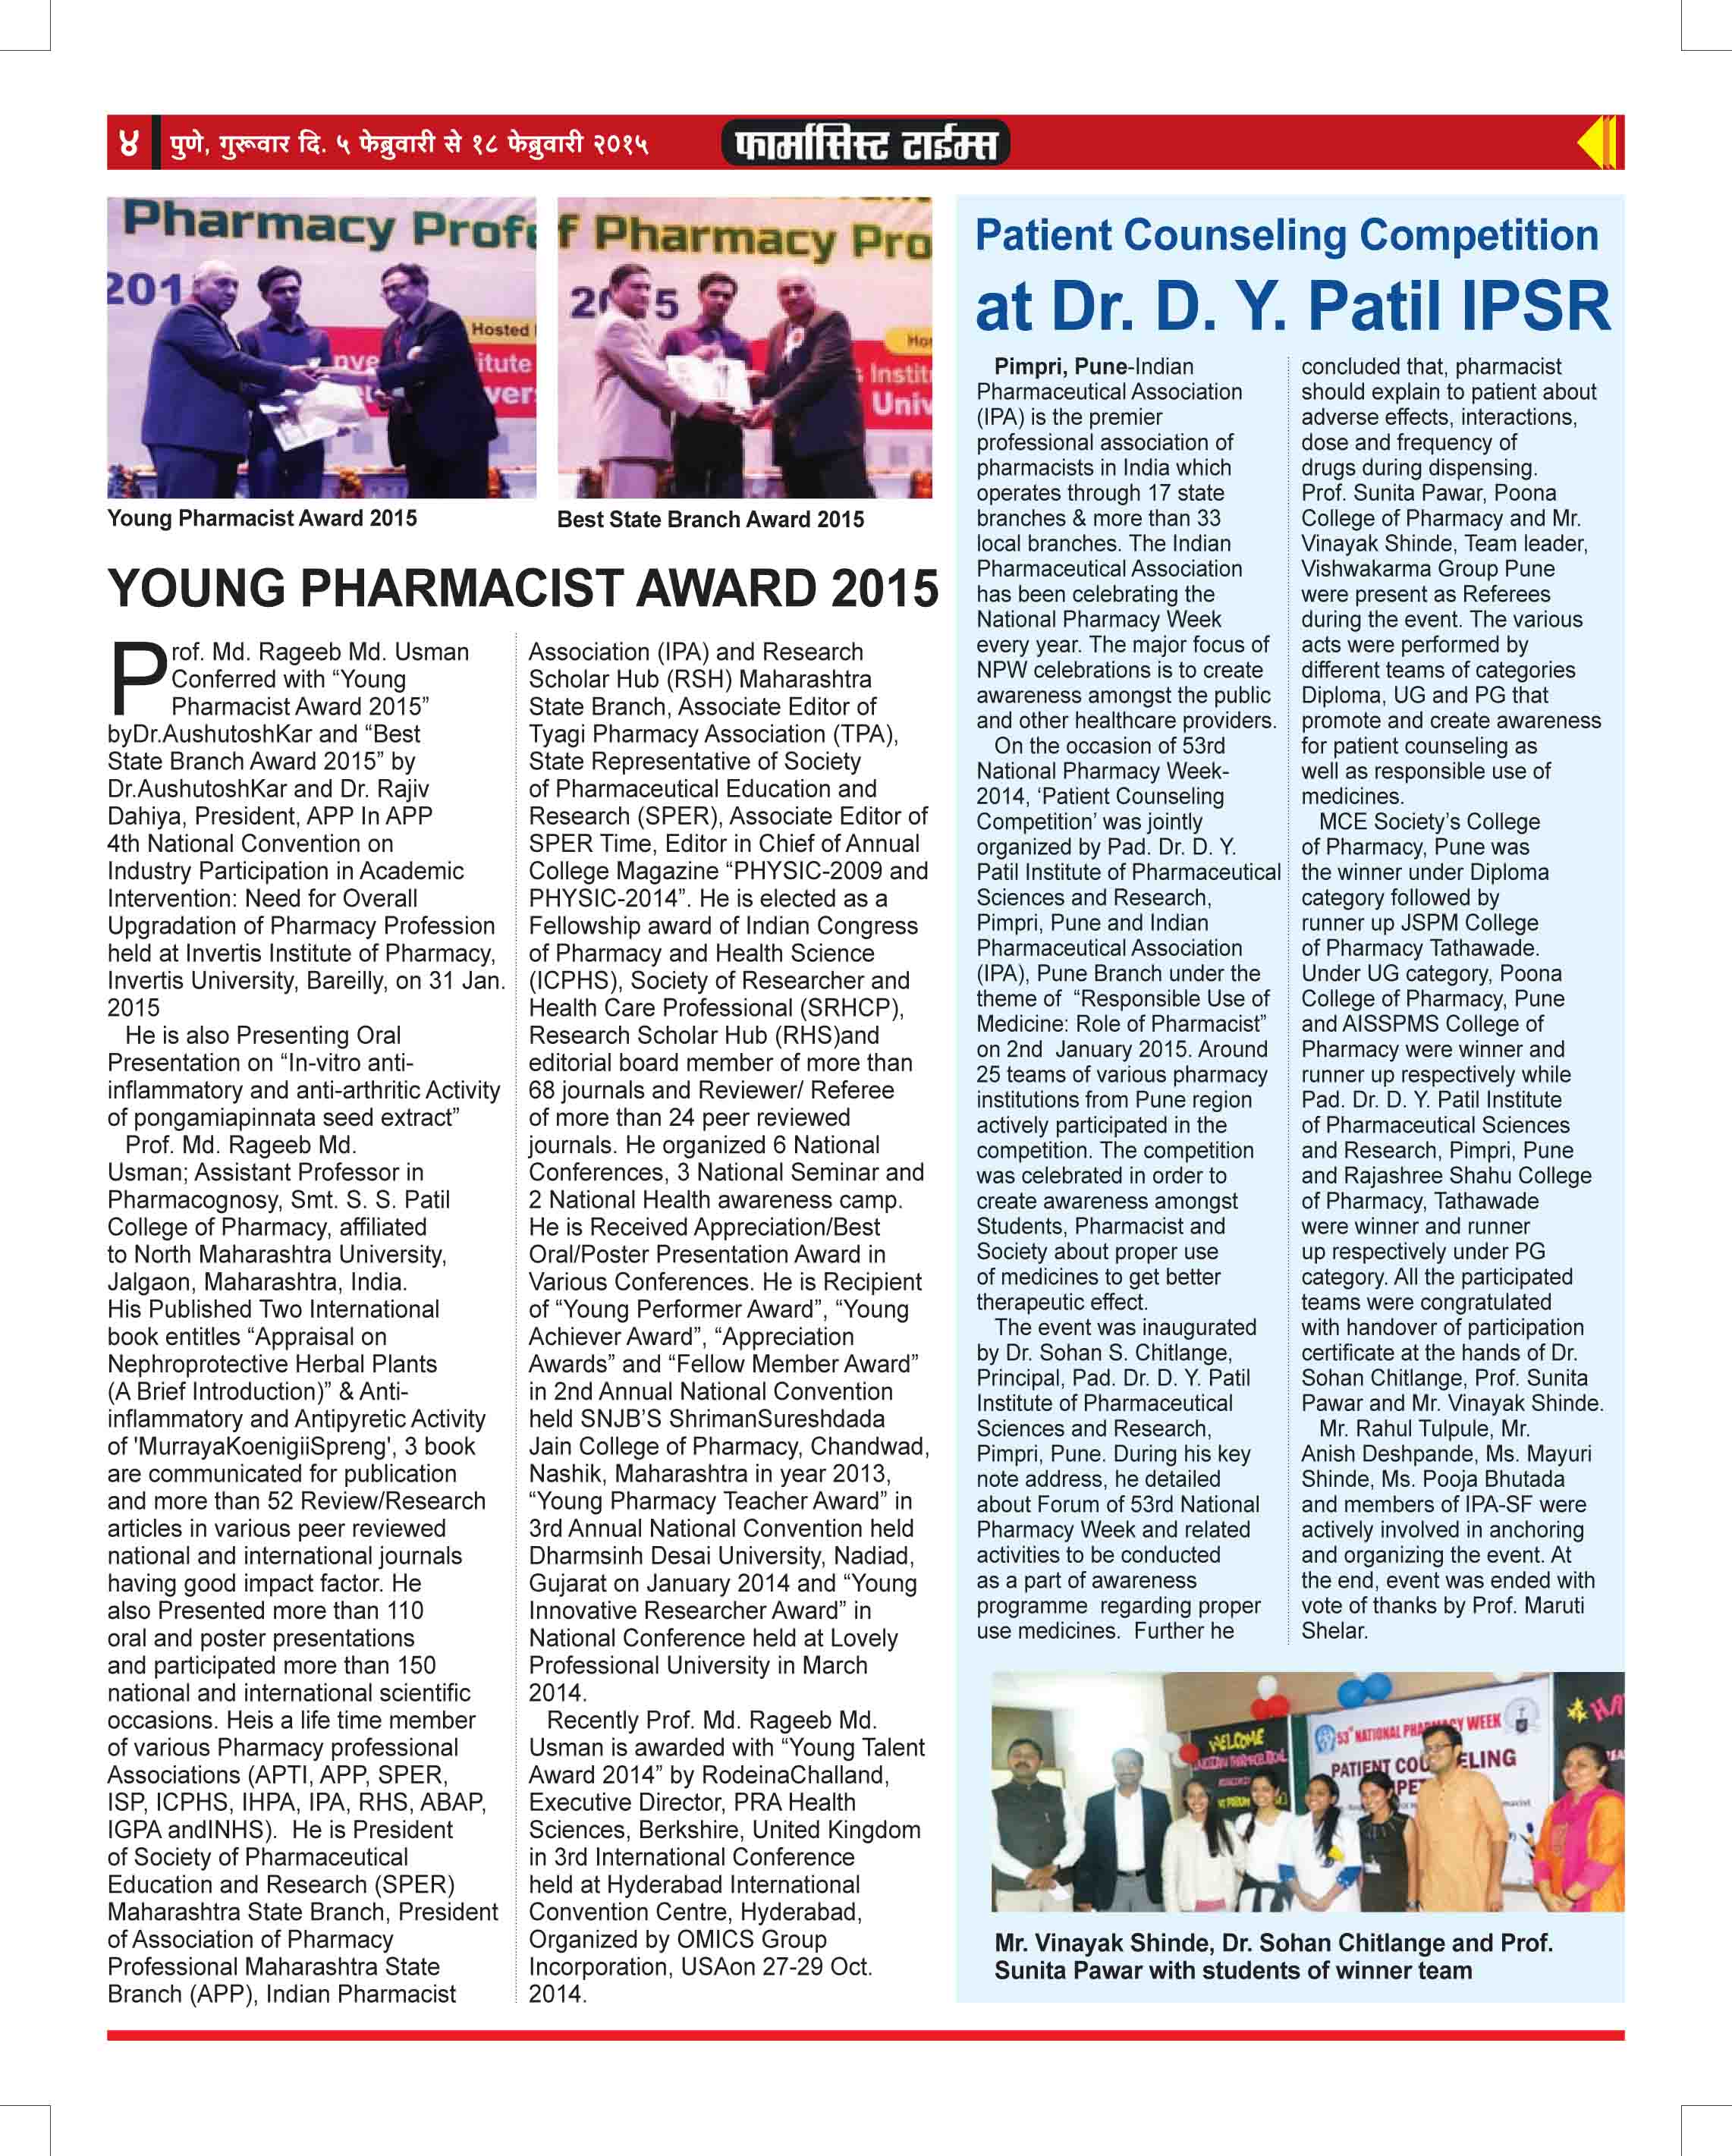 ४
पुणे, गुरूवार दि. ५ फेब्रुवारी से १८ फेब्रुवारी २०१५
फार्मासिस्ट टाईम्स
Pharmacy Profe
201
Hosted
itute
ver
f Pharmacy Pro
2015
Ho
Instit
Univ
Young Pharmacist Award 2015
Best State Branch Award 2015
YOUNG PHARMACIST AWARD 2015
Prof. Md. Rageeb Md. Usman
Conferred with “Young
Pharmacist Award 2015”
byDr.AushutoshKar and “Best
State Branch Award 2015” by
Dr.AushutoshKar and Dr. Rajiv
Dahiya, President, APP In APP
4th National Convention on
Industry Participation in Academic
Intervention: Need for Overall
Upgradation of Pharmacy Profession
held at Invertis Institute of Pharmacy,
Invertis University, Bareilly, on 31 Jan.
2015
He is also Presenting Oral
Presentation on “In-vitro anti-
inflammatory and anti-arthritic Activity
of pongamiapinnata seed extract”
Prof. Md. Rageeb Md.
Usman; Assistant Professor in
Pharmacognosy, Smt. S. S. Patil
College of Pharmacy, affiliated
to North Maharashtra University,
Jalgaon, Maharashtra, India.
His Published Two International
book entitles “Appraisal on
Nephroprotective Herbal Plants
(A Brief Introduction)” & Anti-
inflammatory and Antipyretic Activity
of 'MurrayaKoenigiiSpreng', 3 book
are communicated for publication
and more than 52 Review/Research
articles in various peer reviewed
national and international journals
having good impact factor. He
also Presented more than 110
oral and poster presentations
and participated more than 150
national and international scientific
occasions. Heis a life time member
of various Pharmacy professional
Associations (APTI, APP, SPER,
ISP, ICPHS, IHPA, IPA, RHS, ABAP,
IGPA andINHS).  He is President
of Society of Pharmaceutical
Education and Research (SPER)
Maharashtra State Branch, President
of Association of Pharmacy
Professional Maharashtra State
Branch (APP), Indian Pharmacist
Association (IPA) and Research
Scholar Hub (RSH) Maharashtra
State Branch, Associate Editor of
Tyagi Pharmacy Association (TPA),
State Representative of Society
of Pharmaceutical Education and
Research (SPER), Associate Editor of
SPER Time, Editor in Chief of Annual
College Magazine “PHYSIC-2009 and
PHYSIC-2014”. He is elected as a
Fellowship award of Indian Congress
of Pharmacy and Health Science
(ICPHS), Society of Researcher and
Health Care Professional (SRHCP),
Research Scholar Hub (RHS)and
editorial board member of more than
68 journals and Reviewer/ Referee
of more than 24 peer reviewed
journals. He organized 6 National
Conferences, 3 National Seminar and
2 National Health awareness camp.
He is Received Appreciation/Best
Oral/Poster Presentation Award in
Various Conferences. He is Recipient
of “Young Performer Award”, “Young
Achiever Award”, “Appreciation
Awards” and “Fellow Member Award”
in 2nd Annual National Convention
held SNJB’S ShrimanSureshdada
Jain College of Pharmacy, Chandwad,
Nashik, Maharashtra in year 2013,
“Young Pharmacy Teacher Award” in
3rd Annual National Convention held
Dharmsinh Desai University, Nadiad,
Gujarat on January 2014 and “Young
Innovative Researcher Award” in
National Conference held at Lovely
Professional University in March
2014.
Recently Prof. Md. Rageeb Md.
Usman is awarded with “Young Talent
Award 2014” by RodeinaChalland,
Executive Director, PRA Health
Sciences, Berkshire, United Kingdom
in 3rd International Conference
held at Hyderabad International
Convention Centre, Hyderabad,
Organized by OMICS Group
Incorporation, USAon 27-29 Oct.
2014.
Patient Counseling Competition
at Dr. D. Y. Patil IPSR
Pimpri, Pune-Indian
Pharmaceutical Association
(IPA) is the premier
professional association of
pharmacists in India which
operates through 17 state
branches & more than 33
local branches. The Indian
Pharmaceutical Association
has been celebrating the
National Pharmacy Week
every year. The major focus of
NPW celebrations is to create
awareness amongst the public
and other healthcare providers.
On the occasion of 53rd
National Pharmacy Week-
2014, ‘Patient Counseling
Competition’ was jointly
organized by Pad. Dr. D. Y.
Patil Institute of Pharmaceutical
Sciences and Research,
Pimpri, Pune and Indian
Pharmaceutical Association
(IPA), Pune Branch under the
theme of  “Responsible Use of
Medicine: Role of Pharmacist”
on 2nd  January 2015. Around
25 teams of various pharmacy
institutions from Pune region
actively participated in the
competition. The competition
was celebrated in order to
create awareness amongst
Students, Pharmacist and
Society about proper use
of medicines to get better
therapeutic effect.
The event was inaugurated
by Dr. Sohan S. Chitlange,
Principal, Pad. Dr. D. Y. Patil
Institute of Pharmaceutical
Sciences and Research,
Pimpri, Pune. During his key
note address, he detailed
about Forum of 53rd National
Pharmacy Week and related
activities to be conducted
as a part of awareness
programme  regarding proper
use medicines.  Further he
concluded that, pharmacist
should explain to patient about
adverse effects, interactions,
dose and frequency of
drugs during dispensing.
Prof. Sunita Pawar, Poona
College of Pharmacy and Mr.
Vinayak Shinde, Team leader,
Vishwakarma Group Pune
were present as Referees
during the event. The various
acts were performed by
different teams of categories
Diploma, UG and PG that
promote and create awareness
for patient counseling as
well as responsible use of
medicines.
MCE Society’s College
of Pharmacy, Pune was
the winner under Diploma
category followed by
runner up JSPM College
of Pharmacy Tathawade.
Under UG category, Poona
College of Pharmacy, Pune
and AISSPMS College of
Pharmacy were winner and
runner up respectively while
Pad. Dr. D. Y. Patil Institute
of Pharmaceutical Sciences
and Research, Pimpri, Pune
and Rajashree Shahu College
of Pharmacy, Tathawade
were winner and runner
up respectively under PG
category. All the participated
teams were congratulated
with handover of participation
certificate at the hands of Dr.
Sohan Chitlange, Prof. Sunita
Pawar and Mr. Vinayak Shinde.
Mr. Rahul Tulpule, Mr.
Anish Deshpande, Ms. Mayuri
Shinde, Ms. Pooja Bhutada
and members of IPA-SF were
actively involved in anchoring
and organizing the event. At
the end, event was ended with
vote of thanks by Prof. Maruti
Shelar.
WELCOME
53rd NATIONAL PHARMACY WEEK
PATIENT COU ELING
HA
Mr. Vinayak Shinde, Dr. Sohan Chitlange and Prof.
Sunita Pawar with students of winner team